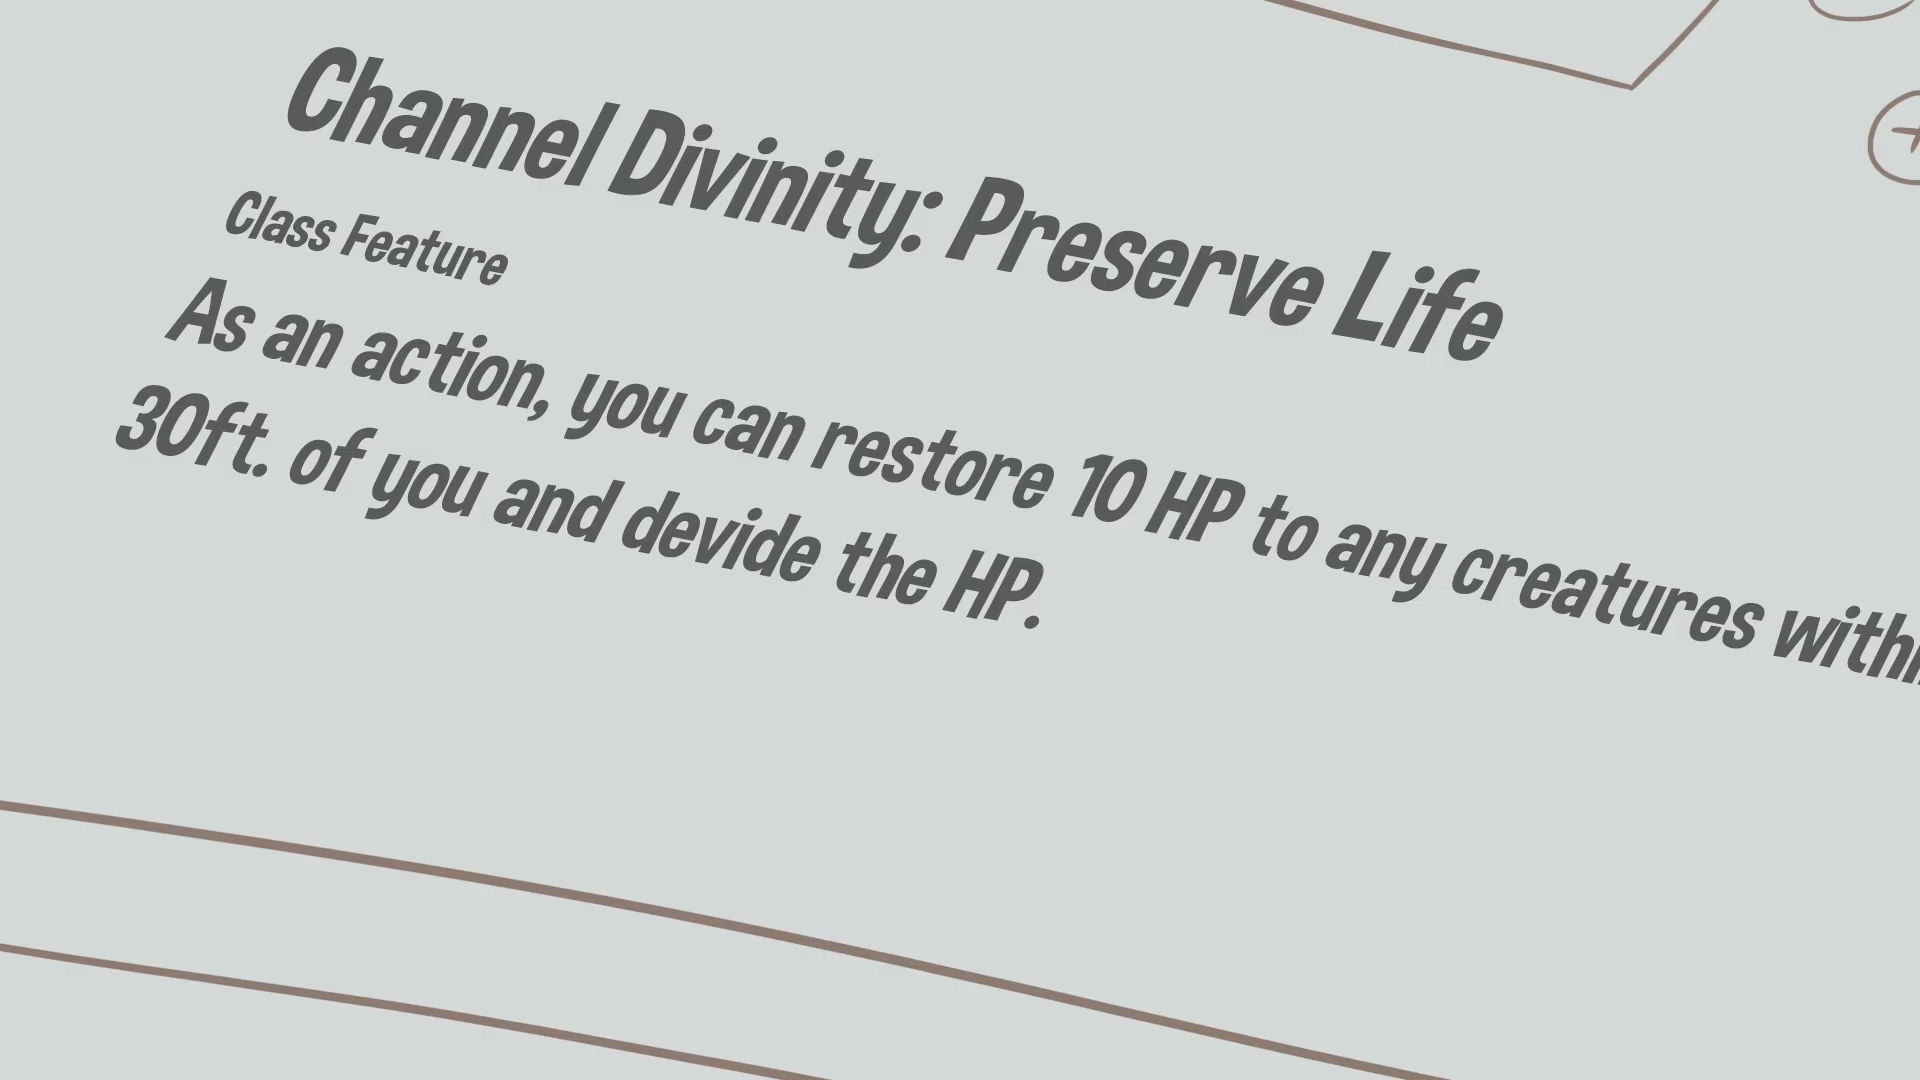 Channel Divinity: Preserve Life
Class Feature
As an action, you can restore 10 HP to any creatures
30ft. of you and devide the HP.